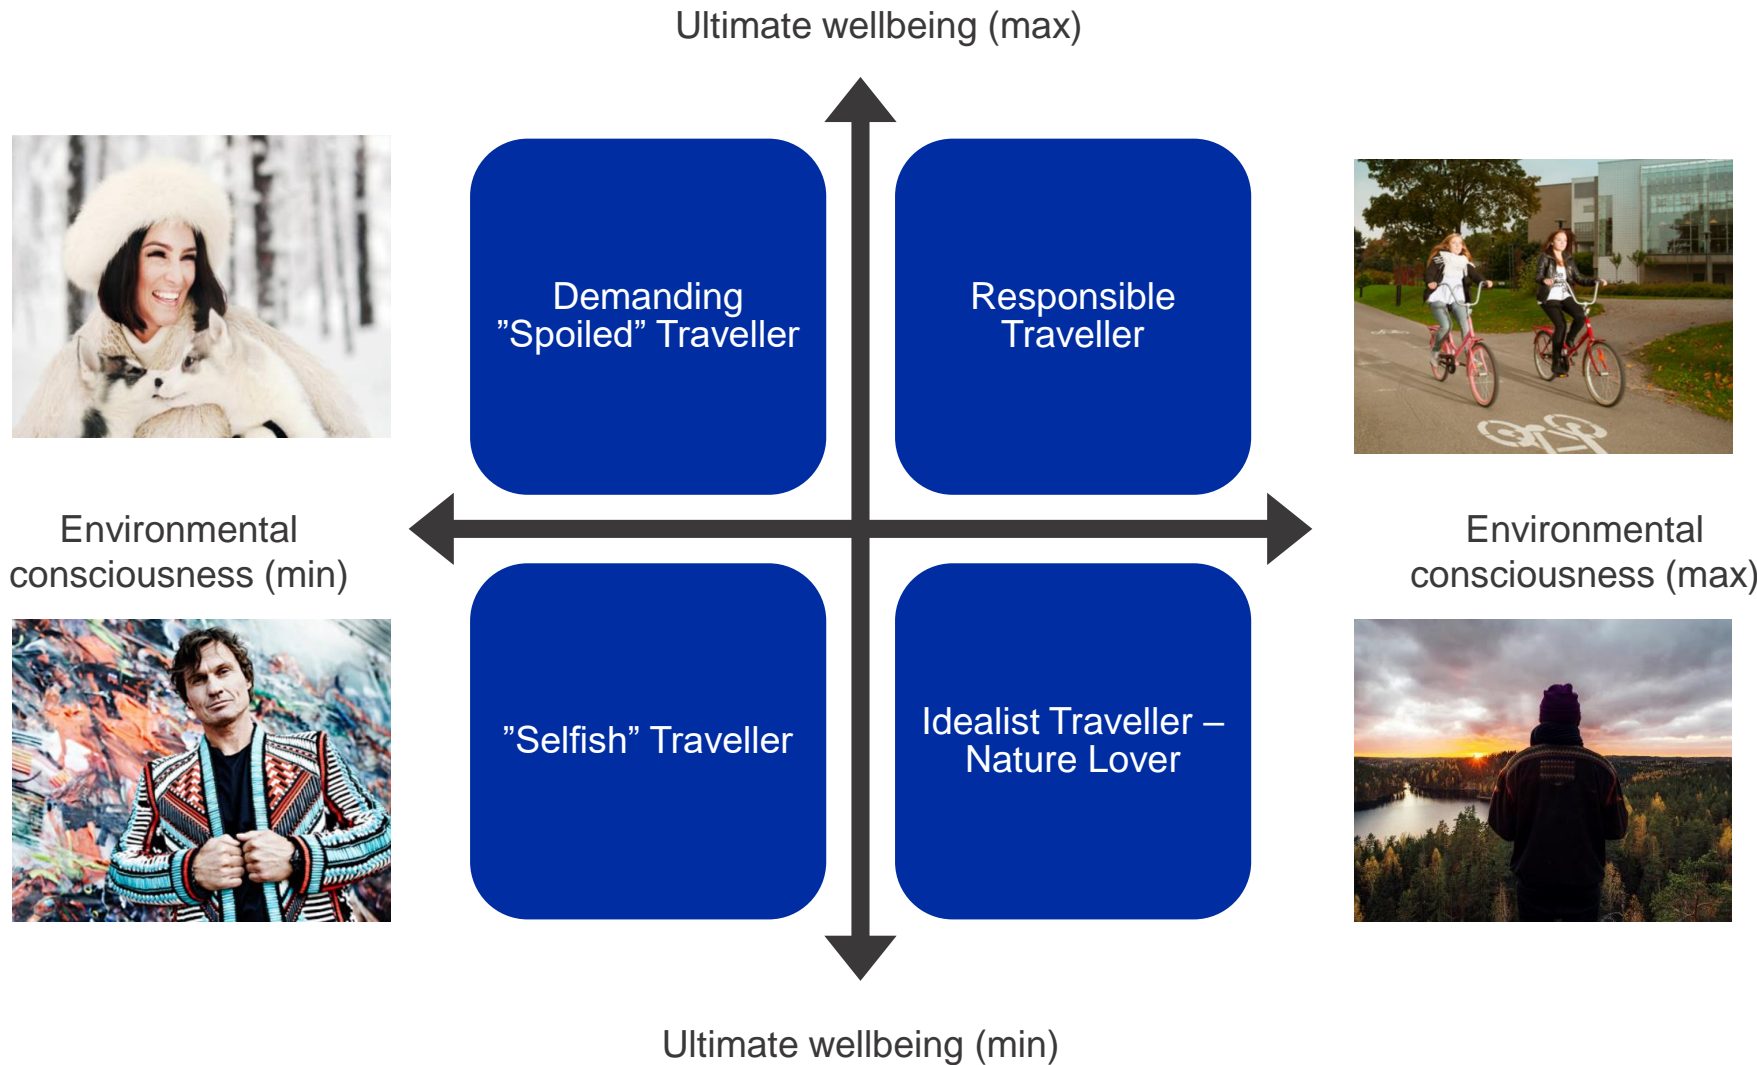 Ultimate wellbeing (max)
Demanding
”Spoiled” Traveller
Responsible
Traveller
Environmental
consciousness (min)
Environmental
consciousness (max)
”Selfish” Traveller
Idealist Traveller –
Nature Lover
Ultimate wellbeing (min)